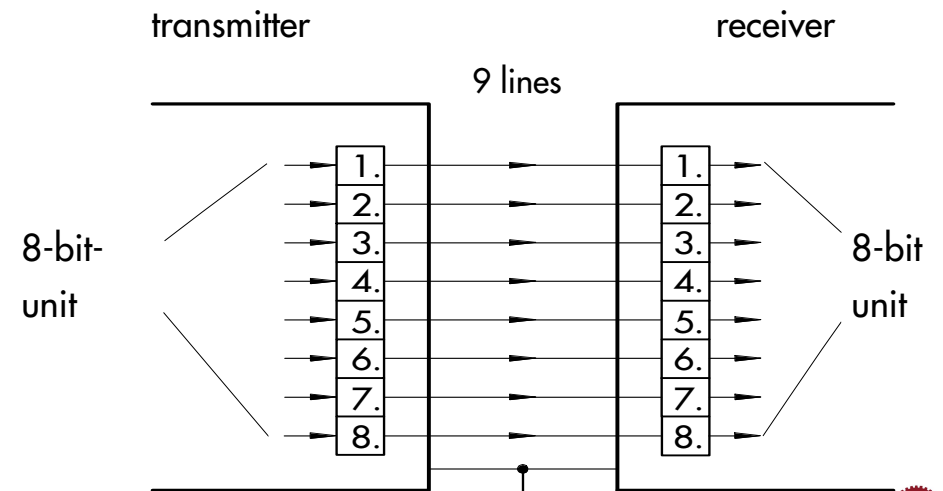 transmitter
receiver
9 lines
1.
1.
2.
2.
3.
3.
8-bit-
unit
8-bit
unit
4.
4.
5.
5.
6.
6.
7.
7.
8.
8.